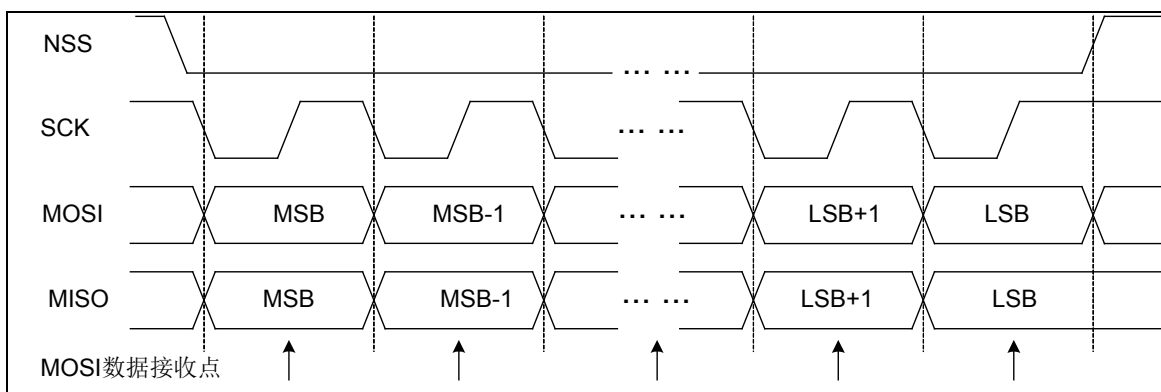 NSS
... ...
SCK
... ...
MOSI MSB MSB-1 ... ... LSB+1 LSB
MISO MSB MSB-1 ... ... LSB+1 LSB
MOSI数据接收点